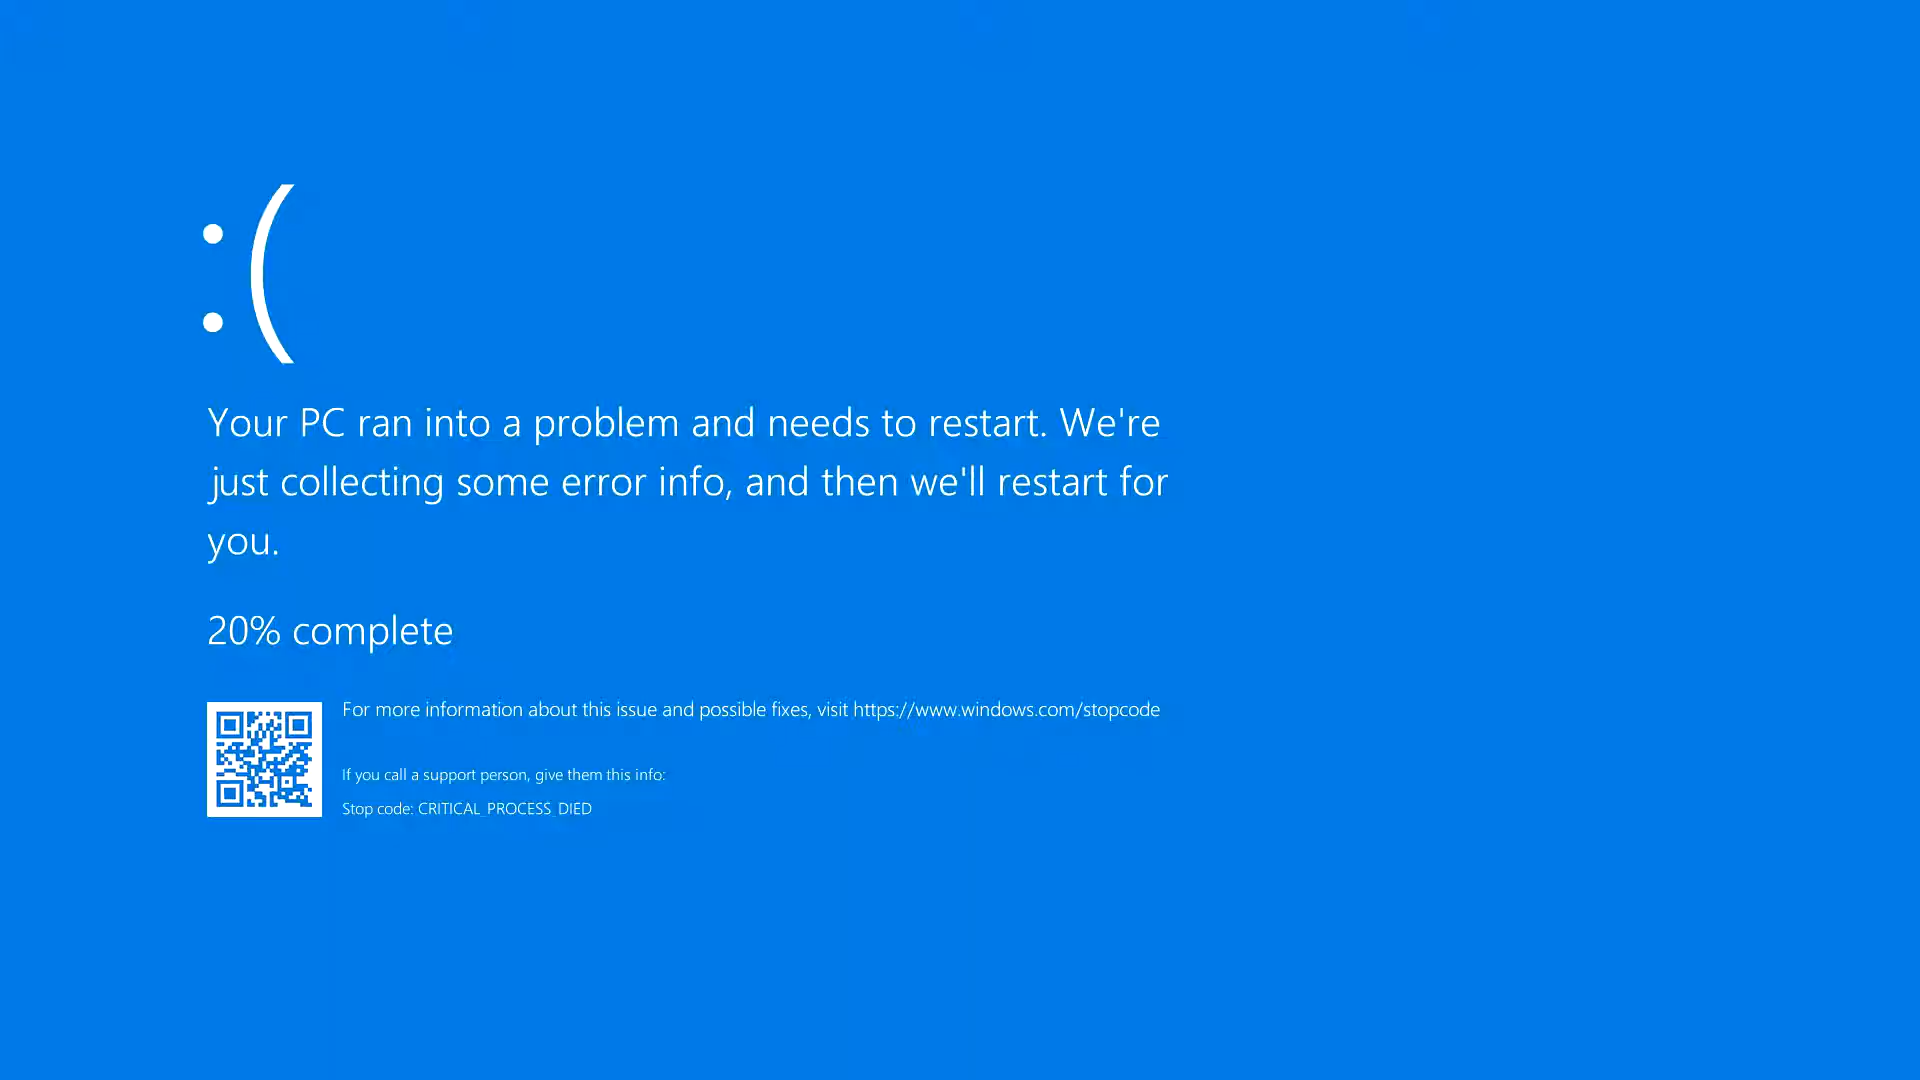 :(
Your PC ran into a problem and needs to restart. We're
just collecting some error info, and then we'll restart for
you.
20% complete
For more information about this issue and possible fixes, visit https://www.windows.com/stopcode
If you call a support person, give them this info:
Stop code: CRITICAL_PROCESS_DIED